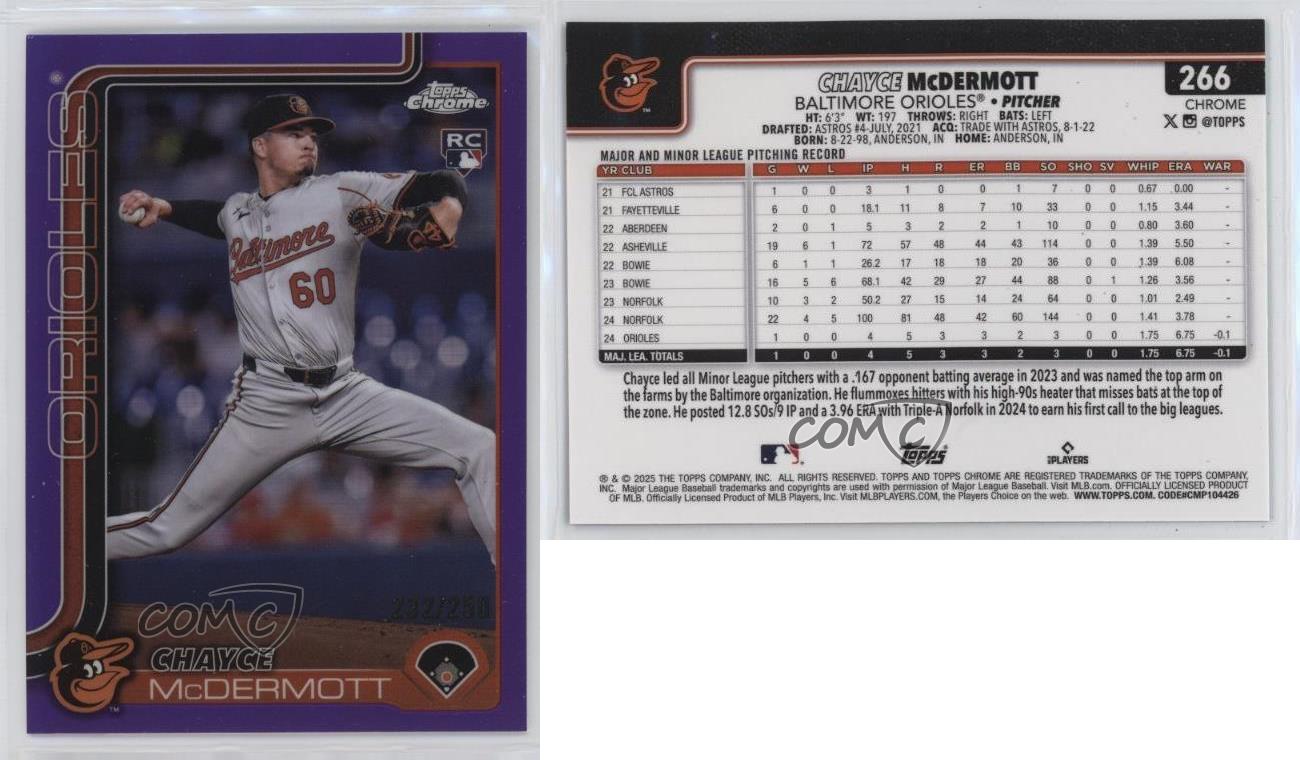 ORIOLES®
Topps
Chrome
RC
Baltimore
60
232/250
COMC
CHAYCE
McDERMOTT
TM
CHAYCE McDERMOTT
266
BALTIMORE ORIOLES® • PITCHER
CHROME
HT: 6'3" WT: 197 THROWS: RIGHT BATS: LEFT
X @TOPPS
DRAFTED: ASTROS #4-JULY, 2021 ACQ: TRADE WITH ASTROS, 8-1-22
BORN: 8-22-98, ANDERSON, IN HOME: ANDERSON, IN
TM
MAJOR AND MINOR LEAGUE PITCHING RECORD
YR CLUB G W L IP H R ER BB SO SHO SV WHIP ERA WAR
21 FCL ASTROS 1 0 0 3 1 0 0 1 7 0 0 0.67 0.00 -
21 FAYETTEVILLE 6 0 0 18.1 11 8 7 10 33 0 0 1.15 3.44 -
22 ABERDEEN 2 0 1 5 3 2 2 1 10 0 0 0.80 3.60 -
22 ASHEVILLE 19 6 1 72 57 48 44 43 114 0 0 1.39 5.50 -
22 BOWIE 6 1 1 26.2 17 18 18 20 36 0 0 1.39 6.08 -
23 BOWIE 16 5 6 68.1 42 29 27 44 88 0 1 1.26 3.56 -
23 NORFOLK 10 3 2 50.2 27 15 14 24 64 0 0 1.01 2.49 -
24 NORFOLK 22 4 5 100 81 48 42 60 144 0 0 1.41 3.78 -
24 ORIOLES 1 0 0 4 5 3 3 2 3 0 0 1.75 6.75 -0.1
MAJ. LEA. TOTALS 1 0 0 4 5 3 3 2 3 0 0 1.75 6.75 -0.1
Chayce led all Minor League pitchers with a .167 opponent batting average in 2023 and was named the top arm on
the farms by the Baltimore organization. He flummoxes hitters with his high-90s heater that misses bats at the top of
the zone. He posted 12.8 SOs/9 IP and a 3.96 ERA with Triple-A Norfolk in 2024 to earn his first call to the big leagues.
COMC
Topps
PLAYERS
® & © 2025 THE TOPPS COMPANY, INC. ALL RIGHTS RESERVED. TOPPS AND TOPPS CHROME ARE REGISTERED TRADEMARKS OF THE TOPPS COMPANY,
INC. Major League Baseball trademarks and copyrights are used with permission of Major League Baseball. Visit MLB.com. OFFICIALLY LICENSED PRODUCT
OF MLB. Officially Licensed Product of MLB Players, Inc. Visit MLBPLAYERS.COM, the Players Choice on the web. WWW.TOPPS.COM. CODE#CMP104426